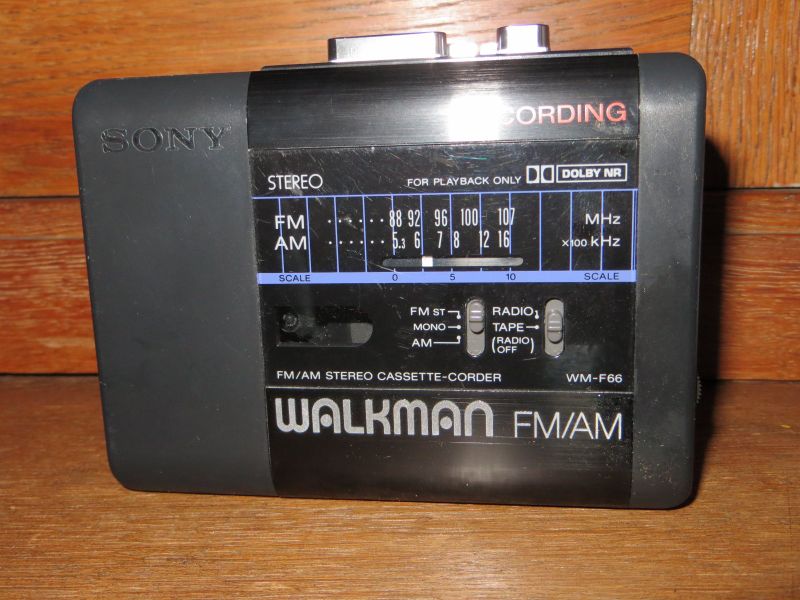 SONY
CORDING
STEREO
FOR PLAYBACK ONLY DOLBY NR
FM 88 92 96 100 107 MHz
AM 5.3 6 7 8 12 16 x100 kHz
SCALE 0 5 10 SCALE
FM ST RADIO
MONO TAPE
AM (RADIO OFF)
FM/AM STEREO CASSETTE-CORDER WM-F66
WALKMAN FM/AM